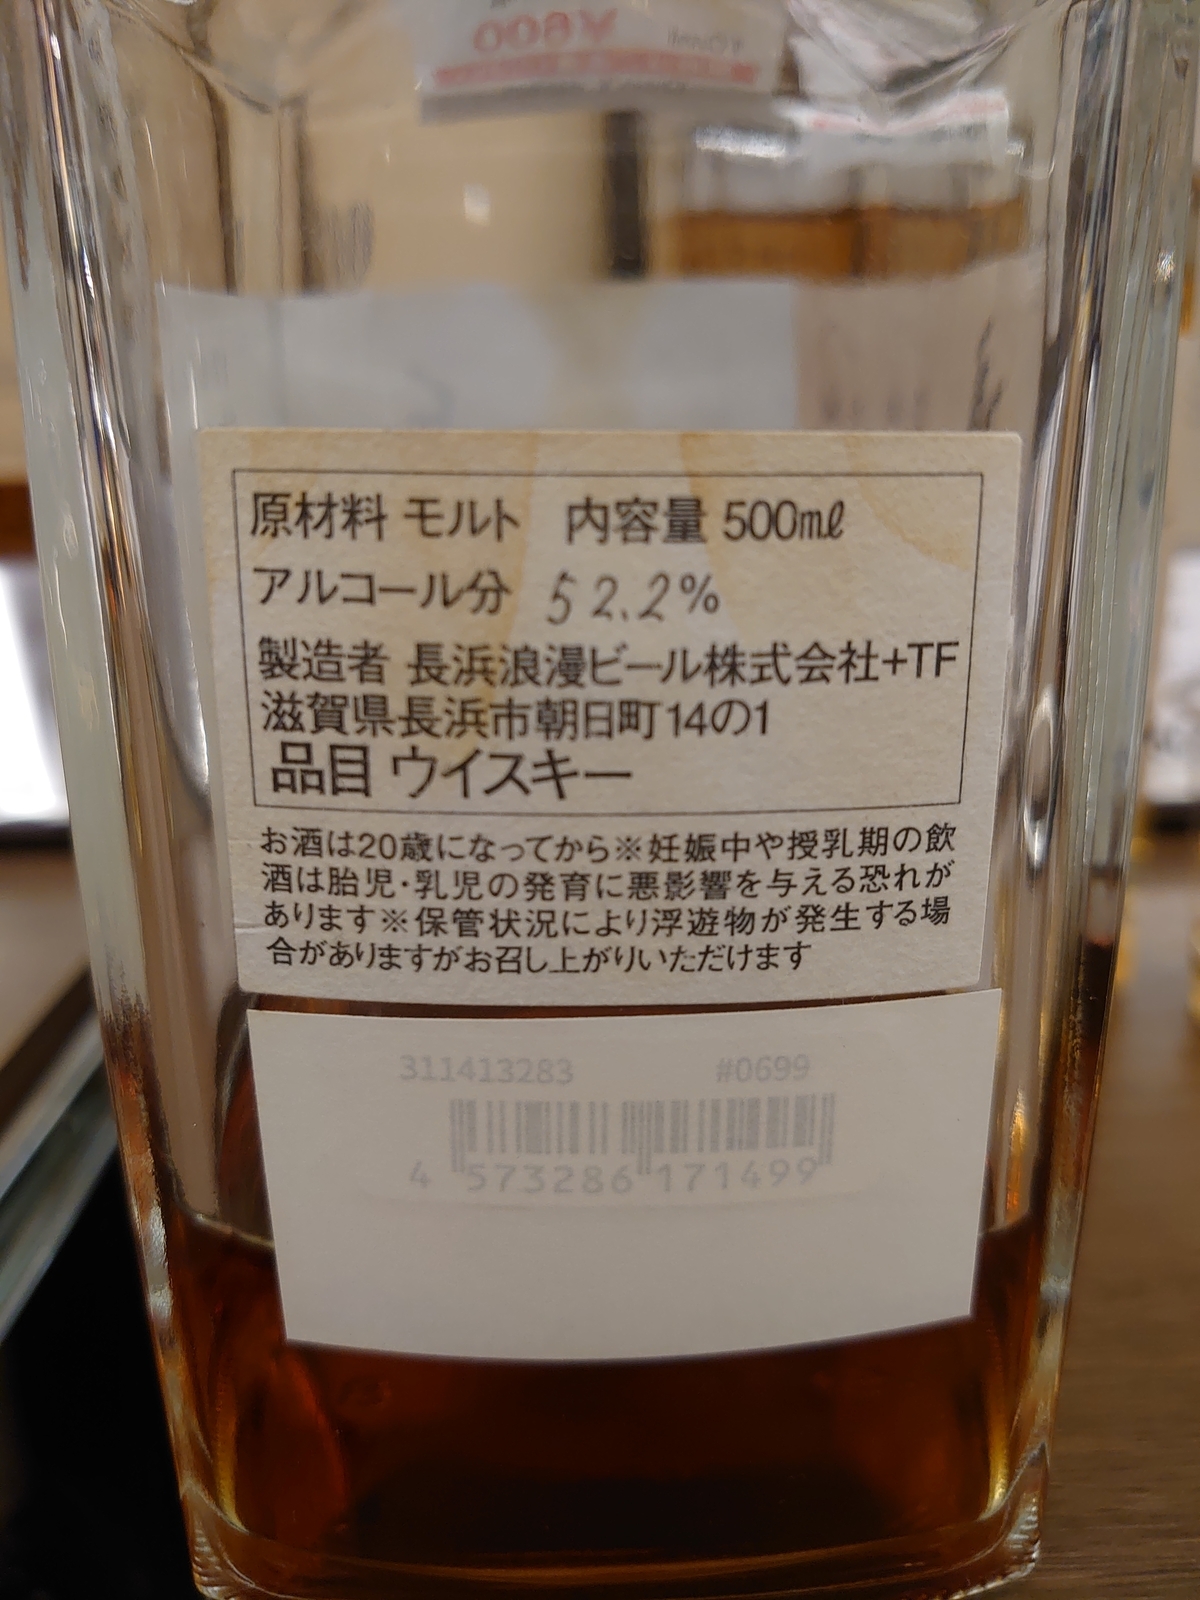 ¥600
原材料 モルト 内容量 500㎖
アルコール分 52.2%
製造者 長浜浪漫ビール株式会社+TF
滋賀県長浜市朝日町14の1
品目 ウイスキー
お酒は20歳になってから※妊娠中や授乳期の飲
酒は胎児・乳児の発育に悪影響を与える恐れが
あります※保管状況により浮遊物が発生する場
合がありますがお召し上がりいただけます
311413283 #0699
4 573286 171499